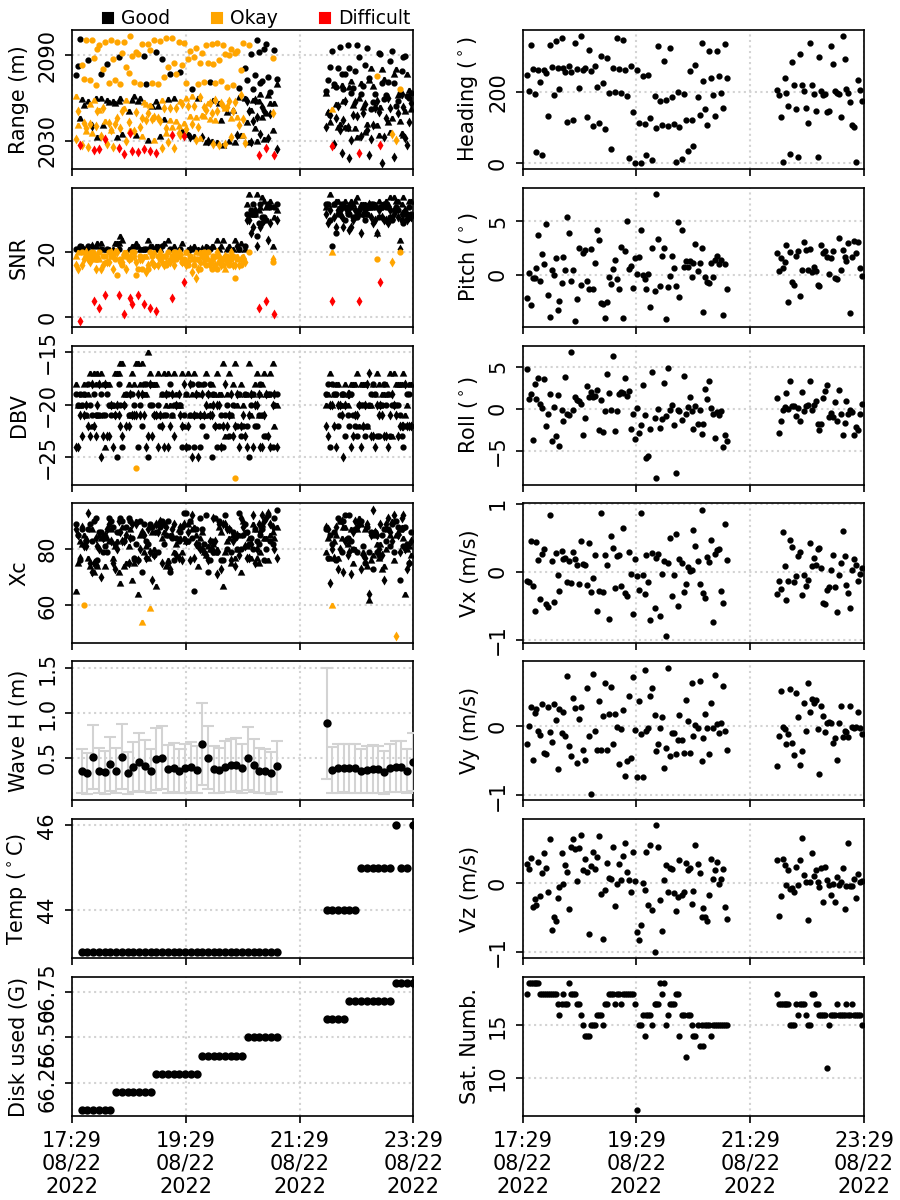 Good Okay Difficult
Range (m)
2090
2030
Heading (°)
200
0
SNR
20
0
Pitch (°)
5
0
DBV
−15
−20
−25
Roll (°)
5
0
−5
Xc
80
60
Vx (m/s)
1
0
−1
Wave H (m)
1.5
1.0
0.5
Vy (m/s)
0
−1
Temp (°C)
46
44
Vz (m/s)
0
−1
Disk used (G)
66.75
66.50
66.25
Sat. Numb.
15
10
17:29 19:29 21:29 23:29
08/22 08/22 08/22 08/22
2022 2022 2022 2022
17:29 19:29 21:29 23:29
08/22 08/22 08/22 08/22
2022 2022 2022 2022